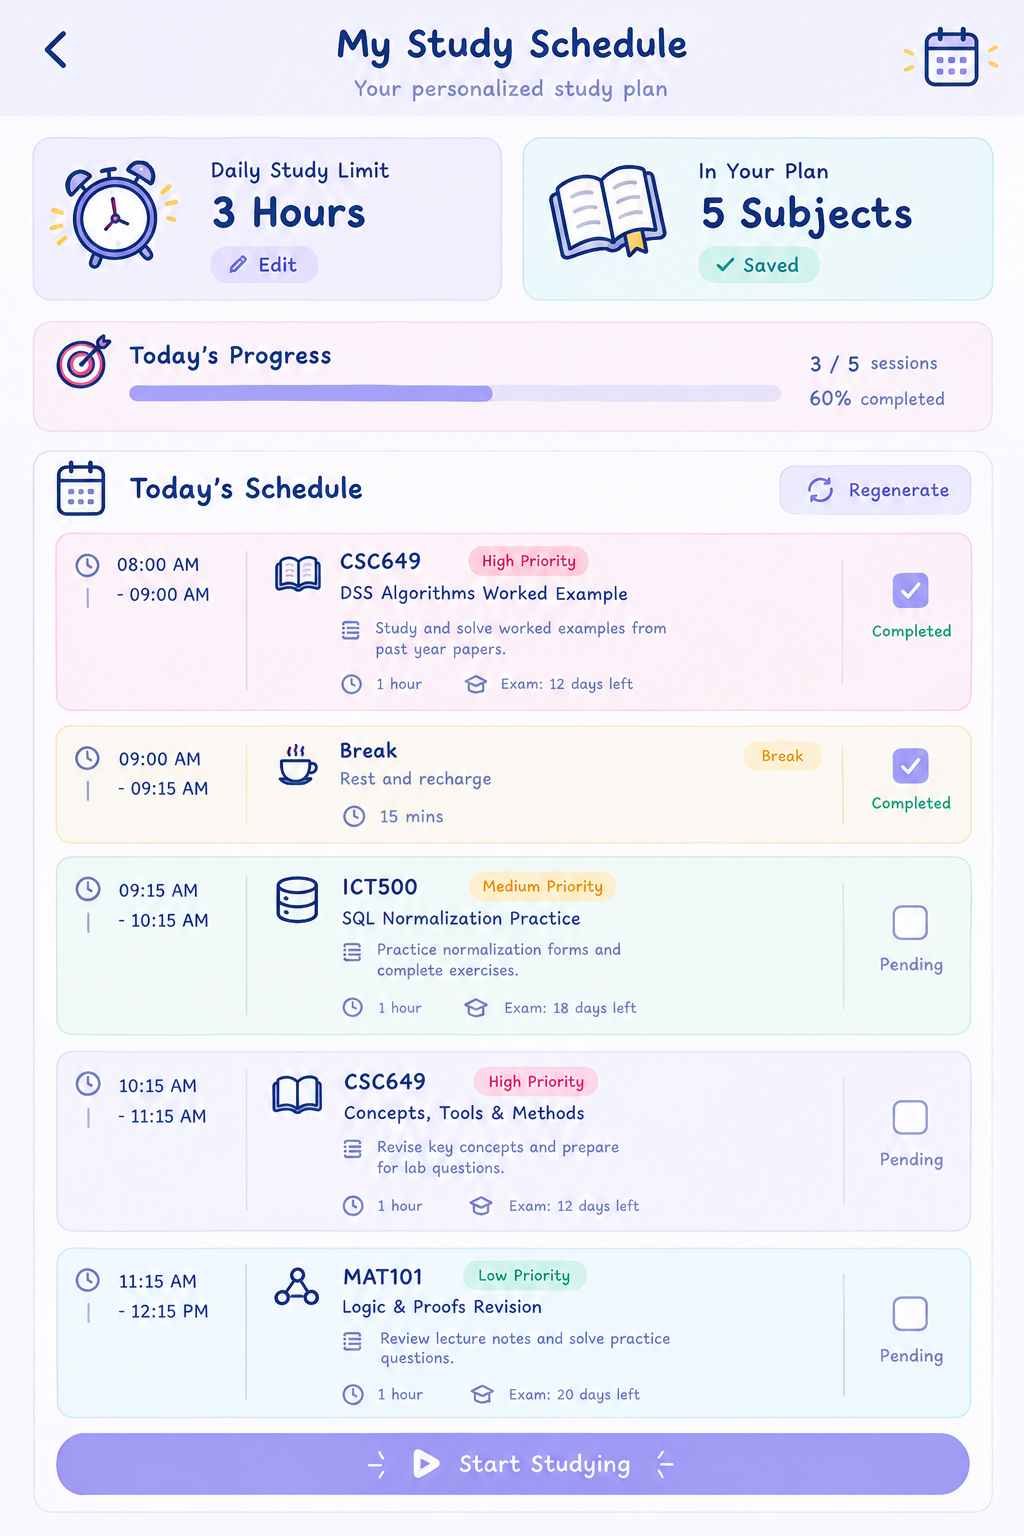 My Study Schedule
Your personalized study plan
Daily Study Limit
3 Hours
Edit
In Your Plan
5 Subjects
Saved
Today's Progress
3 / 5 sessions
60% completed
Today's Schedule
Regenerate
08:00 AM
- 09:00 AM
CSC649
High Priority
DSS Algorithms Worked Example
Study and solve worked examples from
past year papers.
1 hour
Exam: 12 days left
Completed
09:00 AM
- 09:15 AM
Break
Break
Rest and recharge
15 mins
Completed
09:15 AM
- 10:15 AM
ICT500
Medium Priority
SQL Normalization Practice
Practice normalization forms and
complete exercises.
1 hour
Exam: 18 days left
Pending
10:15 AM
- 11:15 AM
CSC649
High Priority
Concepts, Tools & Methods
Revise key concepts and prepare
for lab questions.
1 hour
Exam: 12 days left
Pending
11:15 AM
- 12:15 PM
MAT101
Low Priority
Logic & Proofs Revision
Review lecture notes and solve practice
questions.
1 hour
Exam: 20 days left
Pending
Start Studying